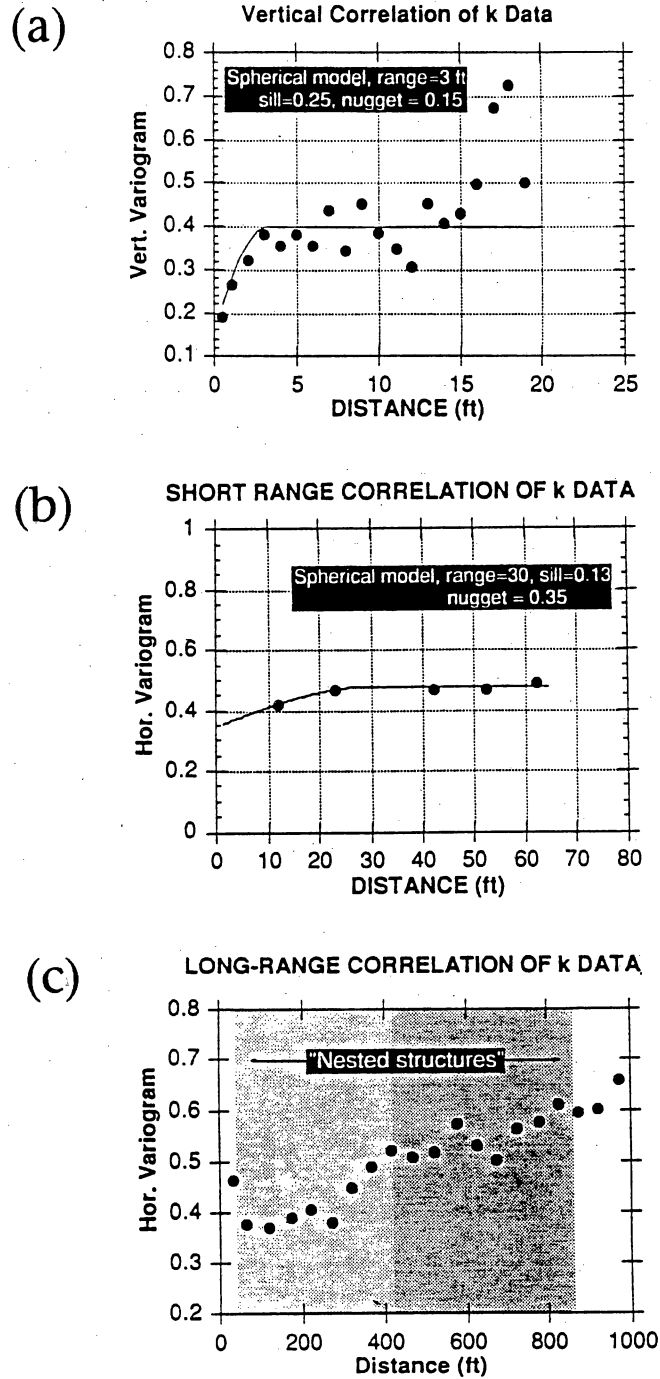 (a)
Vertical Correlation of k Data
Spherical model, range=3 ft
sill=0.25, nugget = 0.15
Vert. Variogram
0.8
0.7
0.6
0.5
0.4
0.3
0.2
0.1
0 5 10 15 20 25
DISTANCE (ft)
(b)
SHORT RANGE CORRELATION OF k DATA
Spherical model, range=30, sill=0.13
nugget = 0.35
Hor. Variogram
1
0.8
0.6
0.4
0.2
0
0 10 20 30 40 50 60 70 80
DISTANCE (ft)
(c)
LONG-RANGE CORRELATION OF k DATA
"Nested structures"
Hor. Variogram
0.8
0.7
0.6
0.5
0.4
0.3
0.2
0 200 400 600 800 1000
Distance (ft)